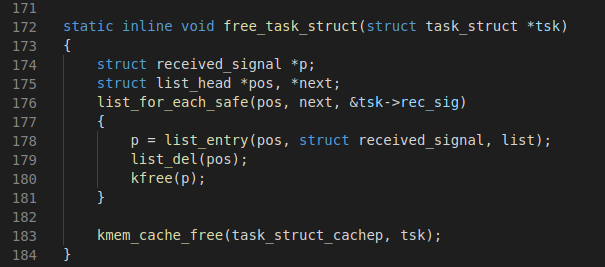 171
172 static inline void free_task_struct(struct task_struct *tsk)
173 {
174     struct received_signal *p;
175     struct list_head *pos, *next;
176     list_for_each_safe(pos, next, &tsk->rec_sig)
177     {
178         p = list_entry(pos, struct received_signal, list);
179         list_del(pos);
180         kfree(p);
181     }
182
183     kmem_cache_free(task_struct_cachep, tsk);
184 }